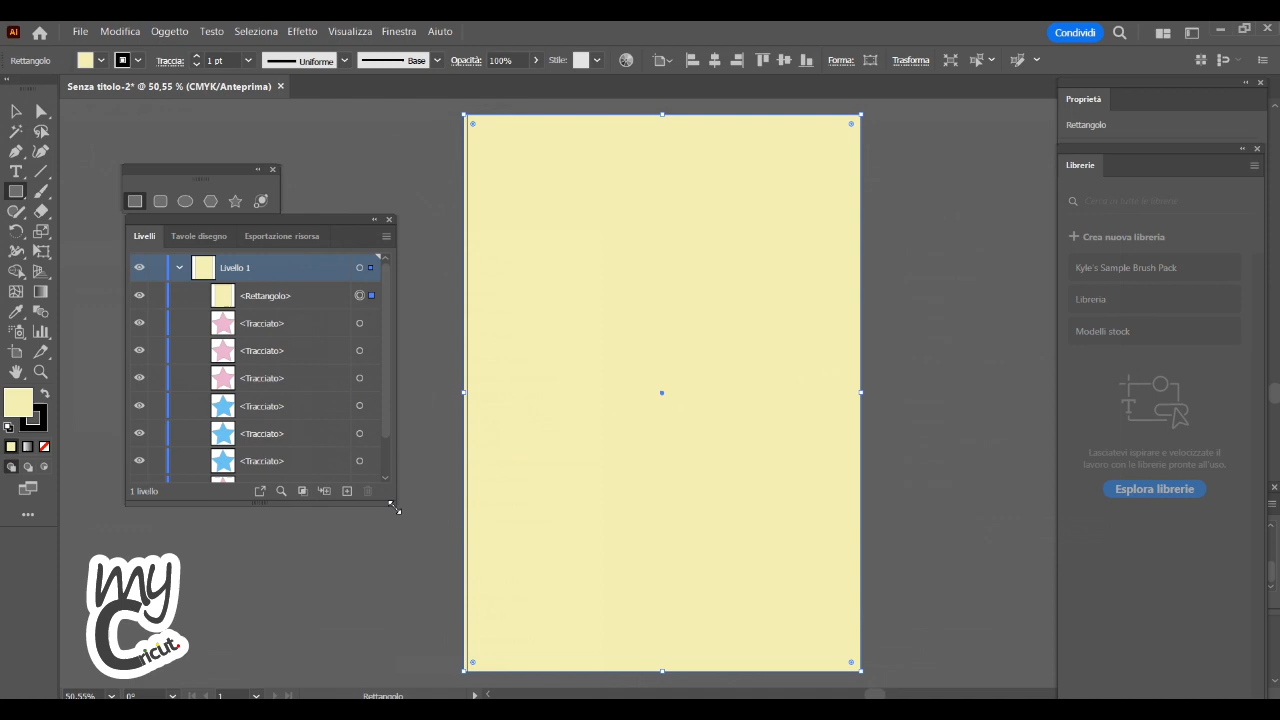 Ai File Modifica Oggetto Testo Seleziona Effetto Visualizza Finestra Aiuto Condividi
Rettangolo Traccia: 1 pt Uniforme Base Opacità: 100% Stile: Forma: Trasforma
Senza titolo-2* @ 50,55 % (CMYK/Anteprima)
Proprietà
Rettangolo
Librerie
Cerca in tutte le librerie
Crea nuova libreria
Kyle's Sample Brush Pack
Libreria
Modelli stock
Lasciatevi ispirare e velocizzate il
lavoro con le librerie pronte all'uso.
Esplora librerie
Livelli Tavole disegno Esportazione risorsa
Livello 1
<Rettangolo>
<Tracciato>
<Tracciato>
<Tracciato>
<Tracciato>
<Tracciato>
<Tracciato>
1 livello
my
Cricut.
50,55% 0° 1 Rettangolo